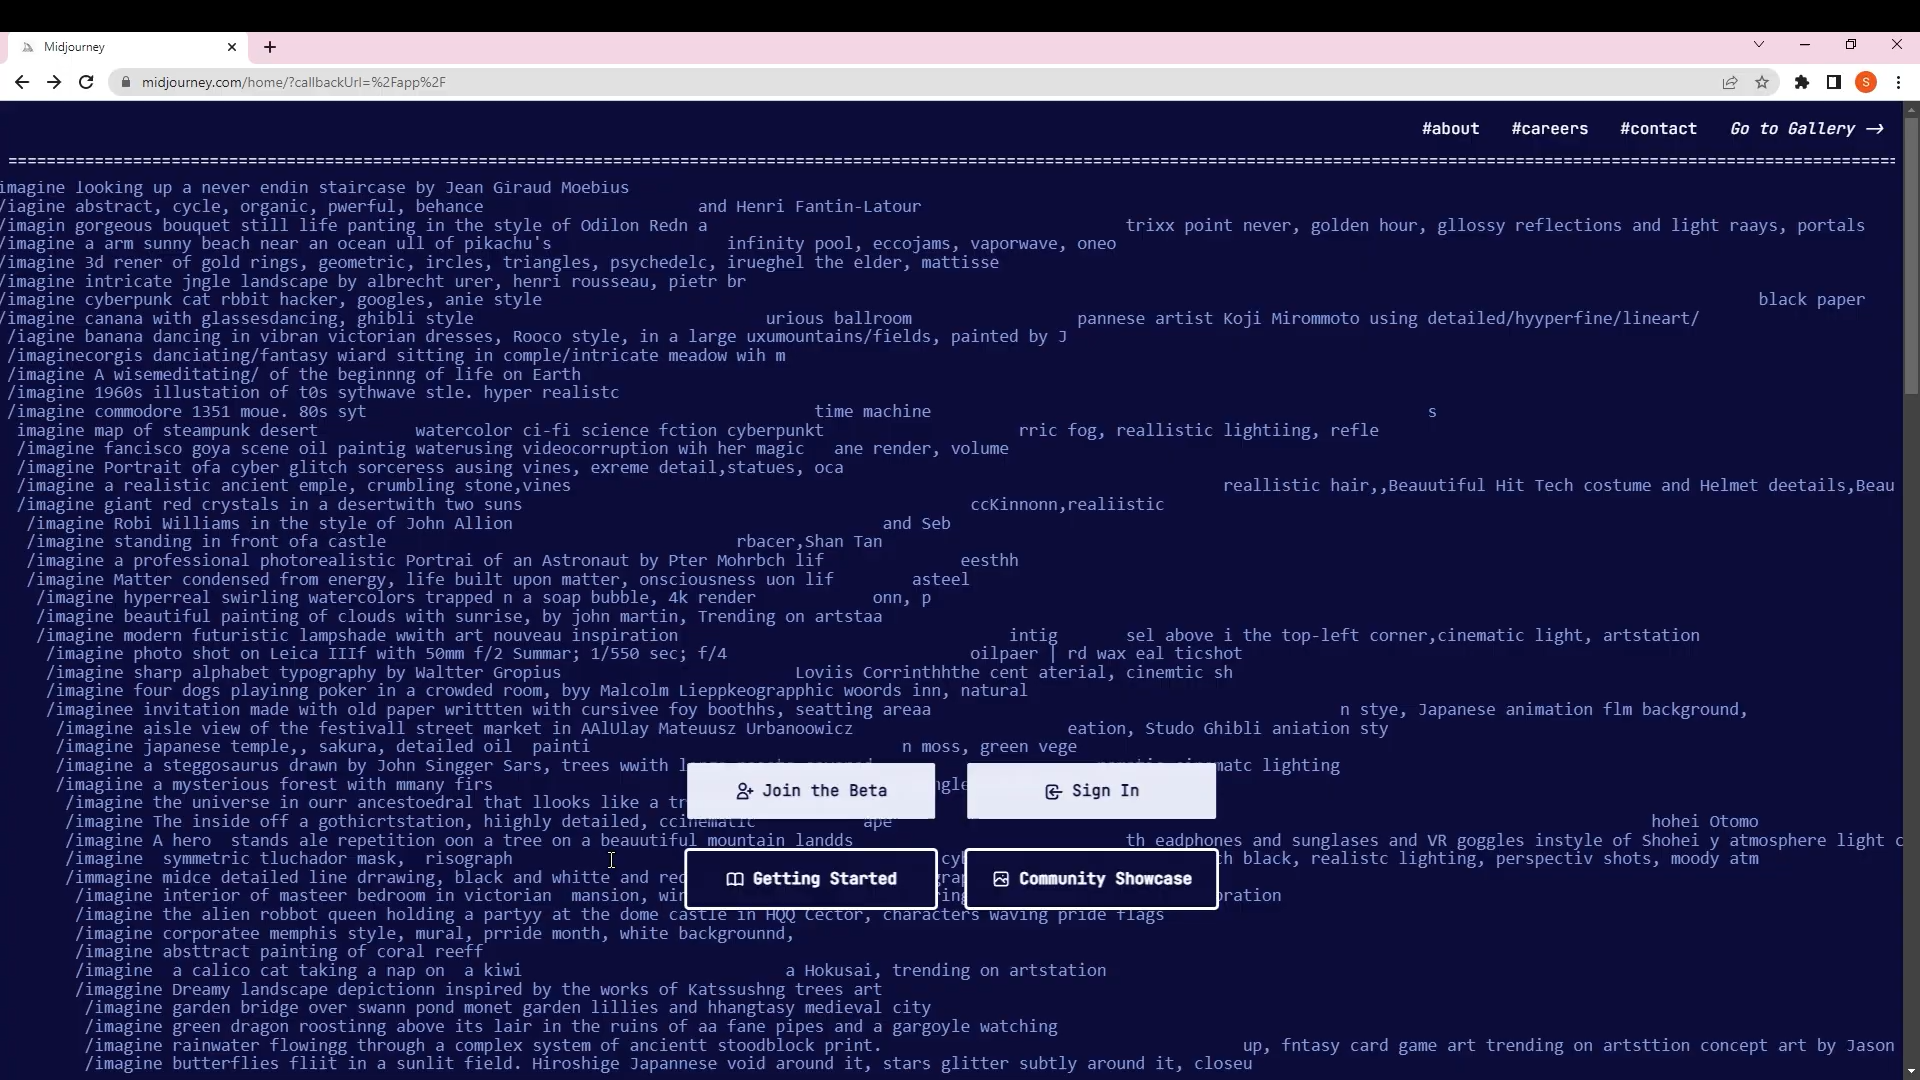 Midjourney
midjourney.com/home/?callbackUrl=%2Fapp%2F
S
#about #careers #contact Go to Gallery →
================================================================================
imagine looking up a never endin staircase by Jean Giraud Moebius
/iagine abstract, cycle, organic, pwerful, behance and Henri Fantin-Latour
/imagin gorgeous bouquet still life panting in the style of Odilon Redn a trixx point never, golden hour, gllossy reflections and light raays, portals
/imagine a arm sunny beach near an ocean ull of pikachu's infinity pool, eccojams, vaporwave, oneo
/imagine 3d rener of gold rings, geometric, ircles, triangles, psychedelc, irueghel the elder, mattisse
/imagine intricate jngle landscape by albrecht urer, henri rousseau, pietr br
/imagine cyberpunk cat rbbit hacker, googles, anie style black paper
/imagine canana with glassesdancing, ghibli style urious ballroom pannese artist Koji Mirommoto using detailed/hyyperfine/lineart/
/iagine banana dancing in vibran victorian dresses, Rooco style, in a large uxumountains/fields, painted by J
/imaginecorgis danciating/fantasy wiard sitting in comple/intricate meadow wih m
/imagine A wisemeditating/ of the beginnng of life on Earth
/imagine 1960s illustation of t0s sythwave stle. hyper realistc
/imagine commodore 1351 moue. 80s syt time machine s
imagine map of steampunk desert watercolor ci-fi science fction cyberpunkt rric fog, reallistic lightiing, refle
/imagine fancisco goya scene oil paintig waterusing videocorruption wih her magic ane render, volume
/imagine Portrait ofa cyber glitch sorceress ausing vines, exreme detail,statues, oca
/imagine a realistic ancient emple, crumbling stone,vines reallistic hair,,Beauutiful Hit Tech costume and Helmet deetails,Beau
/imagine giant red crystals in a desertwith two suns ccKinnonn,realiistic
/imagine Robi Williams in the style of John Allion and Seb
/imagine standing in front ofa castle rbacer,Shan Tan
/imagine a professional photorealistic Portrai of an Astronaut by Pter Mohrbch lif eesthh
/imagine Matter condensed from energy, life built upon matter, onsciousness uon lif asteel
/imagine hyperreal swirling watercolors trapped n a soap bubble, 4k render onn, p
/imagine beautiful painting of clouds with sunrise, by john martin, Trending on artstaa
/imagine modern futuristic lampshade wwith art nouveau inspiration intig sel above i the top-left corner,cinematic light, artstation
/imagine photo shot on Leica IIIf with 50mm f/2 Summar; 1/550 sec; f/4 oilpaer | rd wax eal ticshot
/imagine sharp alphabet typography by Waltter Gropius Loviis Corrinthhthe cent aterial, cinemtic sh
/imagine four dogs playinng poker in a crowded room, byy Malcolm Lieppkeograpphic woords inn, natural
/imaginee invitation made with old paper writtten with cursivee foy boothhs, seatting areaa n stye, Japanese animation flm background,
/imagine aisle view of the festivall street market in AAlUlay Mateuusz Urbanoowicz eation, Studo Ghibli aniation sty
/imagine japanese temple,, sakura, detailed oil painti n moss, green vege
/imagine a steggosaurus drawn by John Singger Sars, trees wwith matc lighting
/imagiine a mysterious forest with mmany firs
Join the Beta Sign In
/imagine the universe in ourr ancestoedral that llooks like a tr
/imagine The inside off a gothicrtstation, hiighly detailed, ccinematic ape hohei Otomo
/imagine A hero stands ale repetition oon a tree on a beauutiful mountain landds th eadphones and sunglasses and VR goggles instyle of Shohei y atmosphere light c
/imagine symmetric tluchador mask, risograph cy h black, realistc lighting, perspectiv shots, moody atm
/immagine midce detailed line drrawing, black and whitte and red
Getting Started Community Showcase
/imagine interior of masteer bedroom in victorian mansion, wi oration
/imagine the alien robbot queen holding a partyy at the dome castle in HQQ Cector, characters waving pride flags
/imagine corporatee memphis style, mural, prride month, white backgrounnd,
/imagine absttract painting of coral reeff
/imagine a calico cat taking a nap on a kiwi a Hokusai, trending on artstation
/imaggine Dreamy landscape depictionn inspired by the works of Katssushng trees art
/imagine garden bridge over swann pond monet garden lillies and hhangtasy medieval city
/imagine green dragon roostinng above its lair in the ruins of aa fane pipes and a gargoyle watching
/imagine rainwater flowingg through a complex system of ancientt stoodblock print. up, fntasy card game art trending on artsttion concept art by Jason
/imagine butterflies fliit in a sunlit field. Hiroshige Japannese void around it, stars glitter subtly around it, closeu